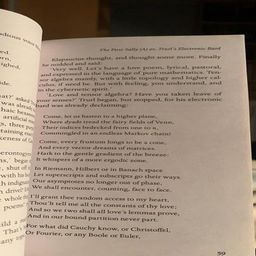 The First Sally (A) or, Trurl's Electronic Bard
Klapaucius thought, and thought some more. Finally
he nodded and said:
"Very well. Let's have a love poem, lyrical, pastoral,
and expressed in the language of pure mathematics. Ten-
sor algebra mainly, with a little topology and higher cal-
culus, if need be. But with feeling, you understand, and
in the cybernetic spirit."
"Love and tensor algebra? Have you taken leave of
your senses?" Trurl began, but stopped, for his electronic
bard was already declaiming:
Come, let us hasten to a higher plane,
Where dyads tread the fairy fields of Venn,
Their indices bedecked from one to n,
Commingled in an endless Markov chain!
Come, every frustum longs to be a cone,
And every vector dreams of matrices.
Hark to the gentle gradient of the breeze:
It whispers of a more ergodic zone.
In Riemann, Hilbert or in Banach space
Let superscripts and subscripts go their ways.
Our asymptotes no longer out of phase,
We shall encounter, counting, face to face.
I'll grant thee random access to my heart,
Thou'lt tell me all the constants of thy love;
And so we two shall all love's lemmas prove,
And in our bound partition never part.
For what did Cauchy know, or Christoffel,
Or Fourier, or any Boole or Euler,